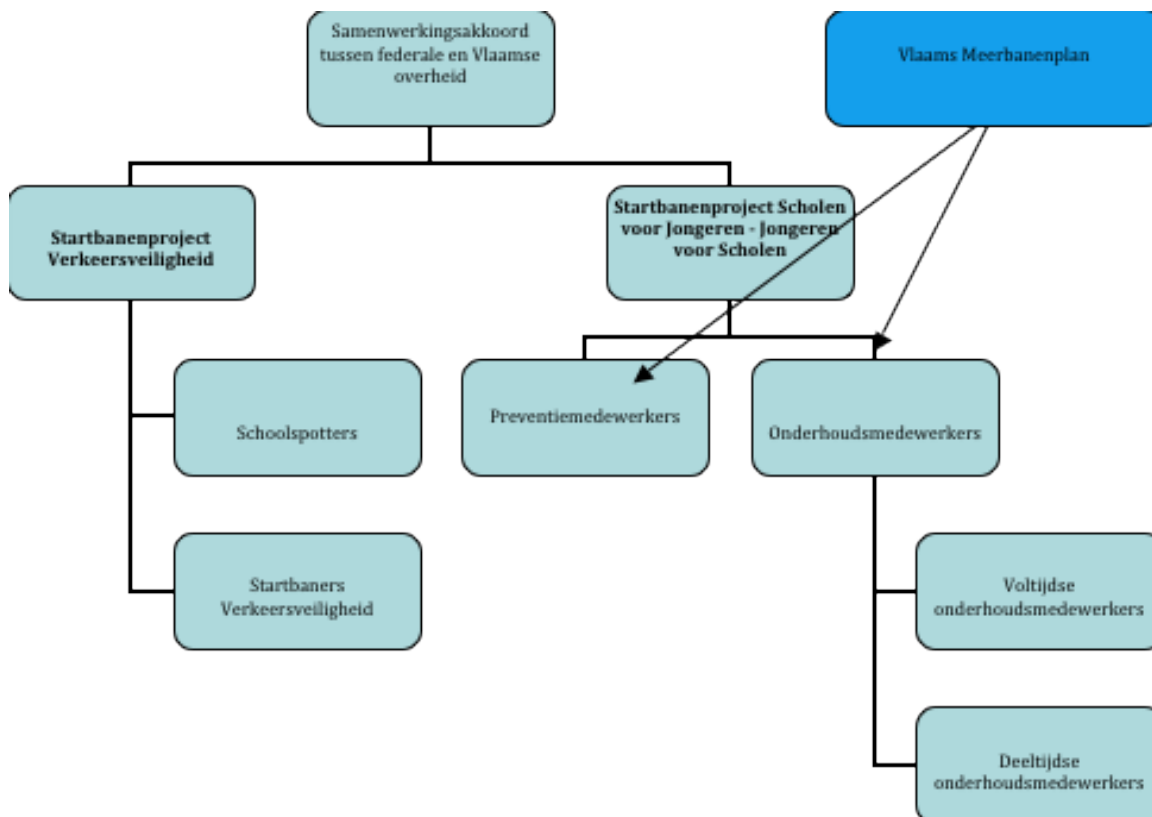 Samenwerkingsakkoord
tussen federale en Vlaamse
overheid
Vlaams Meerbanenplan
Startbanenproject
Verkeersveiligheid
Startbanenproject Scholen
voor Jongeren - Jongeren
voor Scholen
Schoolspotters
Preventiemedewerkers
Onderhoudsmedewerkers
Startbaners
Verkeersveiligheid
Voltijdse
onderhoudsmedewerkers
Deeltijdse
onderhoudsmedewerkers